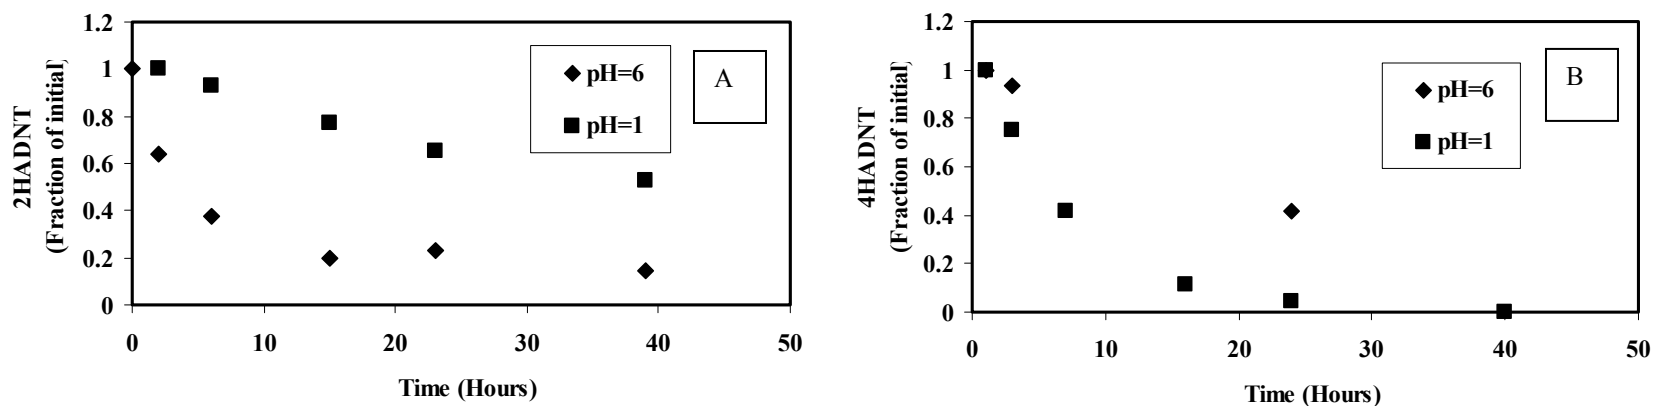 1.2
1
0.8
0.6
0.4
0.2
0
2HADNT
(Fraction of initial)
pH=6
pH=1
A
0 10 20 30 40 50
Time (Hours)
1.2
1
0.8
0.6
0.4
0.2
0
4HADNT
(Fraction of initial)
pH=6
pH=1
B
0 10 20 30 40 50
Time (Hours)